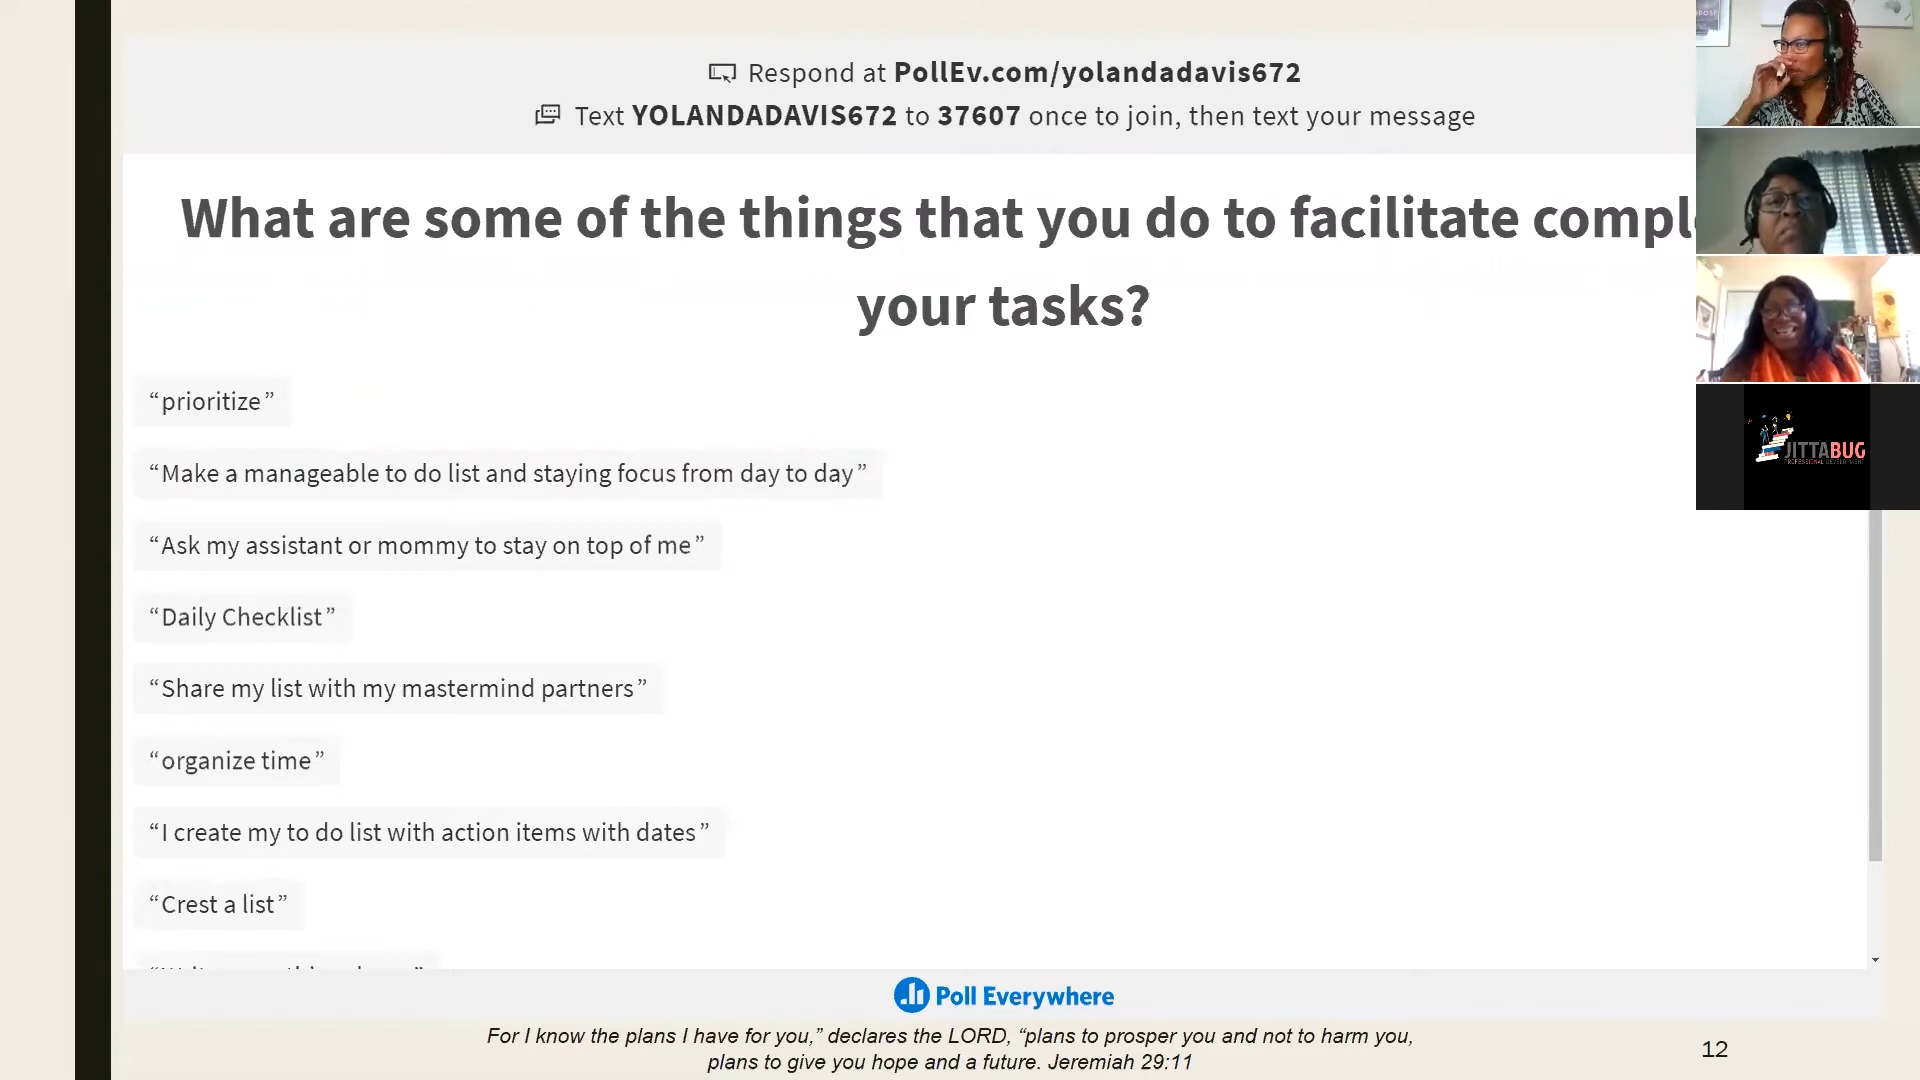 Respond at PollEv.com/yolandadavis672
Text YOLANDADAVIS672 to 37607 once to join, then text your message
What are some of the things that you do to facilitate
your tasks?
“prioritize”
“Make a manageable to do list and staying focus from day to day”
“Ask my assistant or mommy to stay on top of me”
“Daily Checklist”
“Share my list with my mastermind partners”
“organize time”
“I create my to do list with action items with dates”
“Crest a list”
Poll Everywhere
For I know the plans I have for you,” declares the LORD, “plans to prosper you and not to harm you,
plans to give you hope and a future. Jeremiah 29:11
12
JITTABUG
PROFESSIONAL DEVELOPMENT